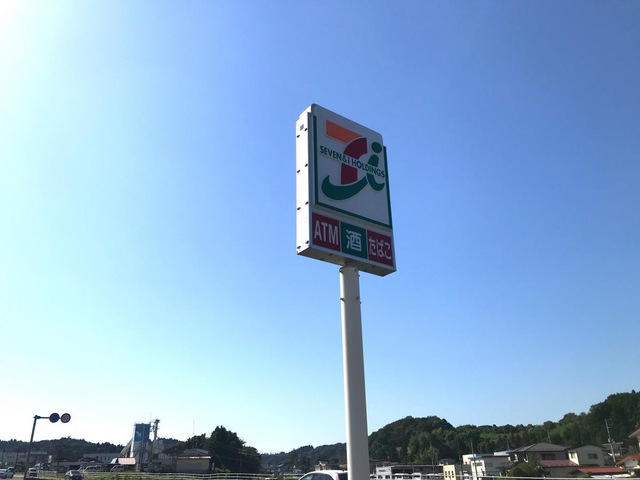 SEVEN & i HOLDINGS
ATM 酒 たばこ